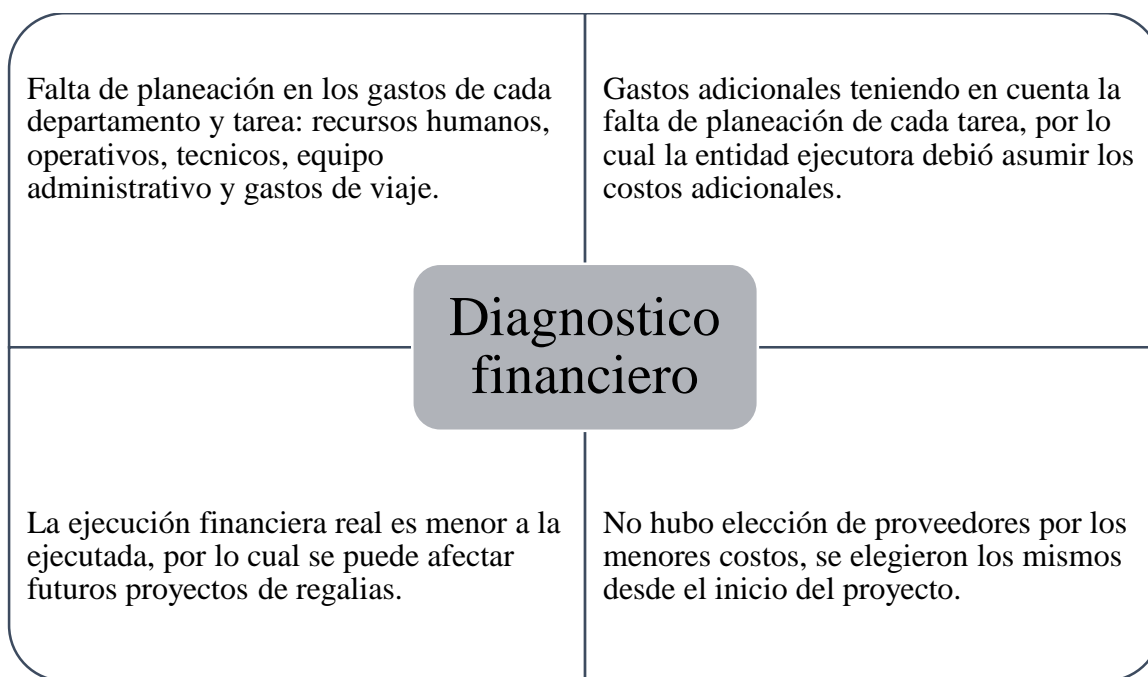 Falta de planeación en los gastos de cada
departamento y tarea: recursos humanos,
operativos, tecnicos, equipo
administrativo y gastos de viaje.
Gastos adicionales teniendo en cuenta la
falta de planeación de cada tarea, por lo
cual la entidad ejecutora debió asumir los
costos adicionales.
Diagnostico
financiero
La ejecución financiera real es menor a la
ejecutada, por lo cual se puede afectar
futuros proyectos de regalias.
No hubo elección de proveedores por los
menores costos, se elegieron los mismos
desde el inicio del proyecto.